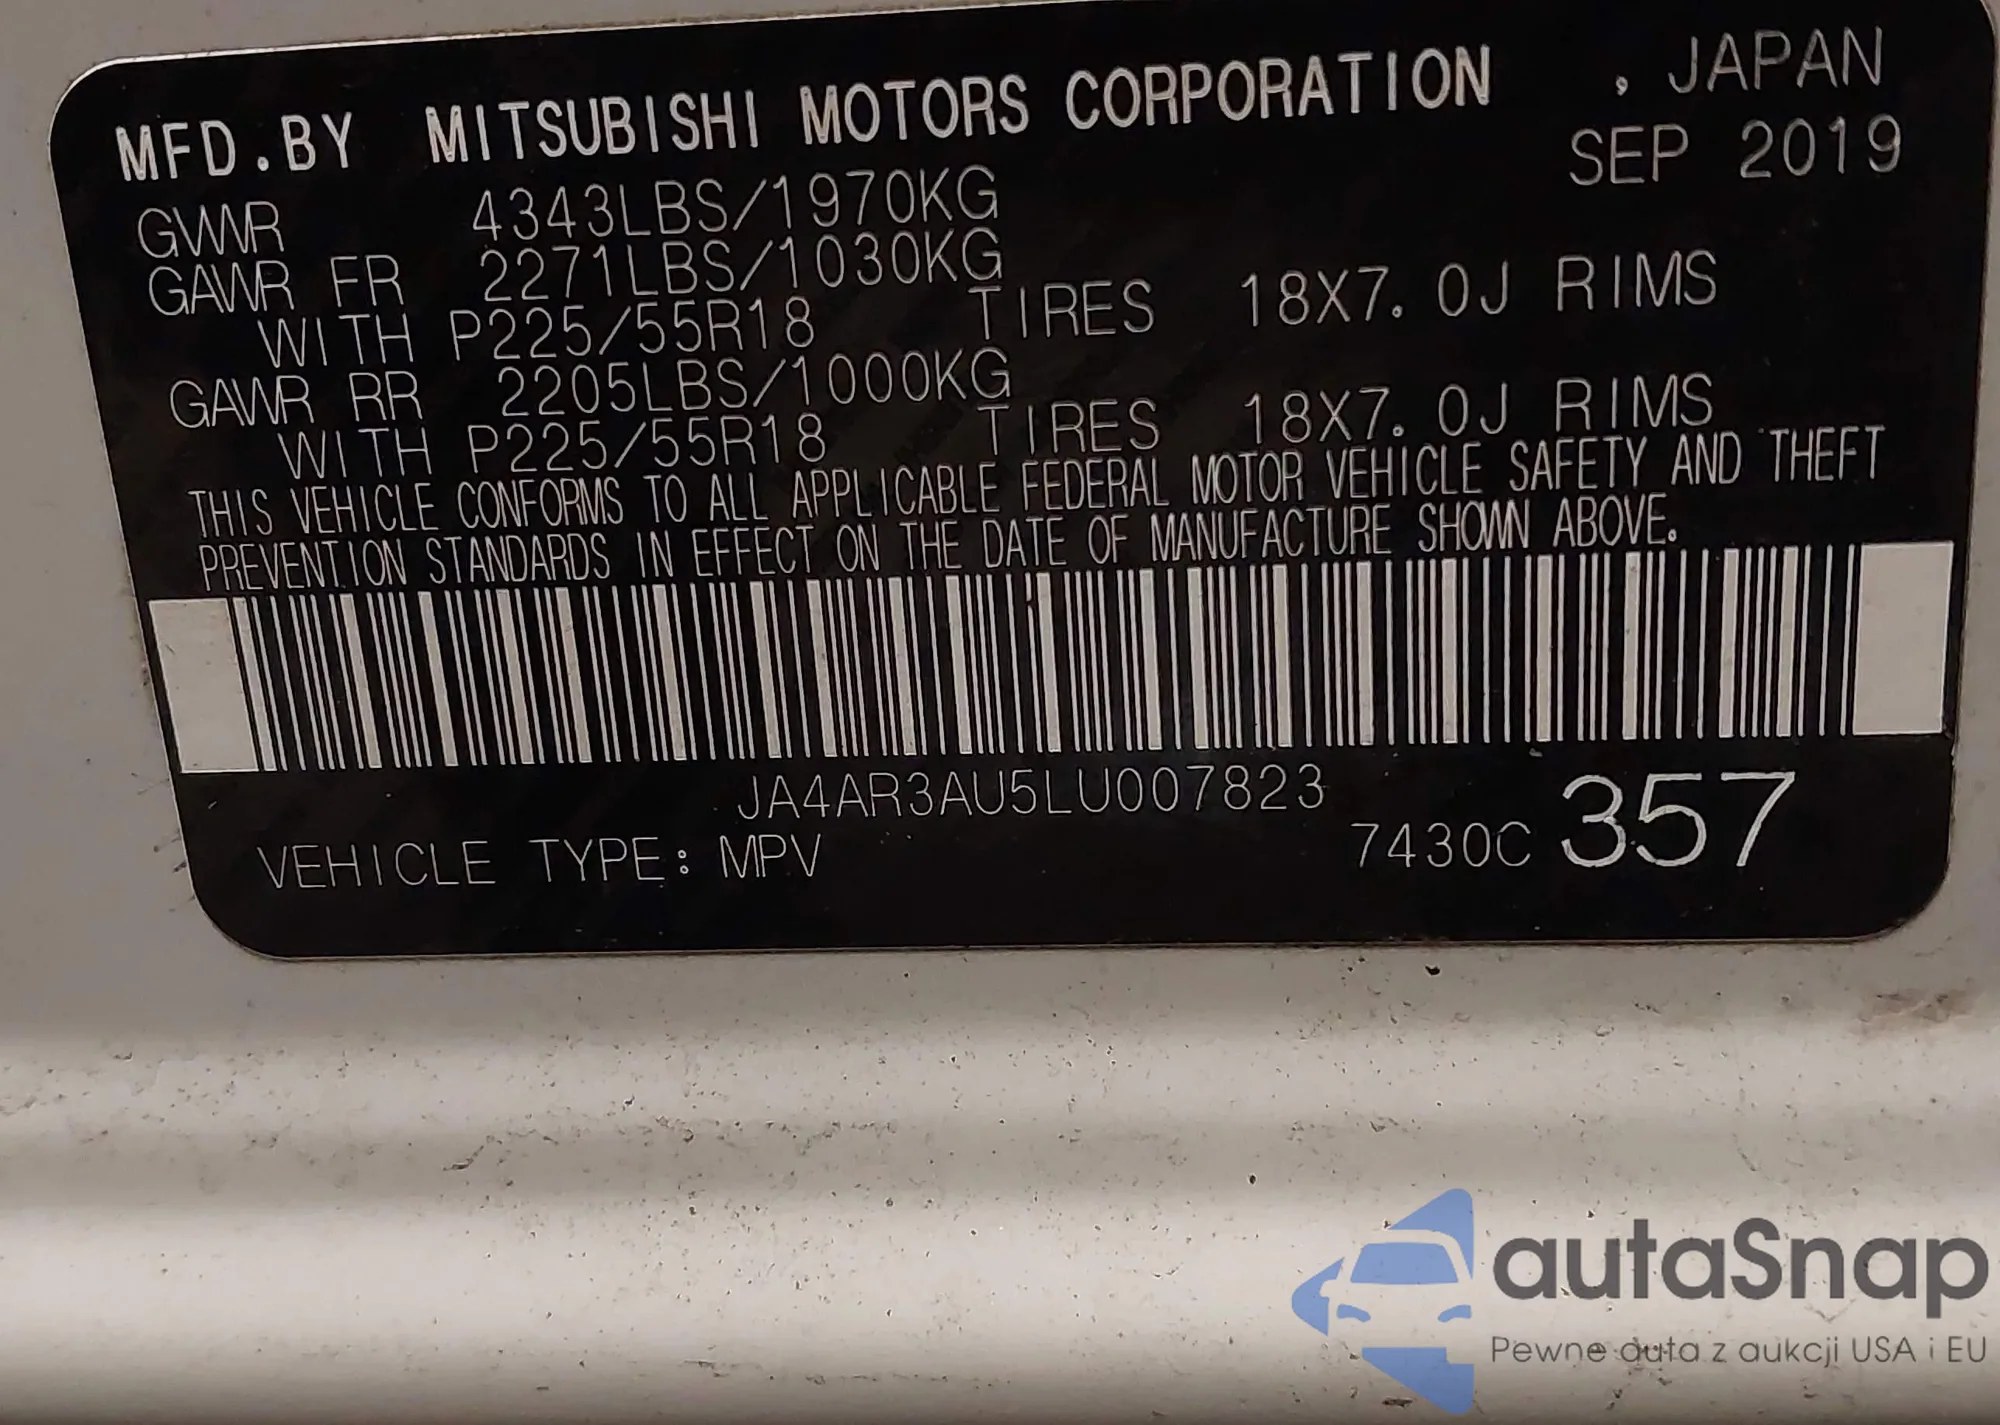 MFD.BY MITSUBISHI MOTORS CORPORATION , JAPAN
SEP 2019
GVWR 4343LBS/1970KG
GAWR FR 2271LBS/1030KG
WITH P225/55R18 TIRES 18X7.0J RIMS
GAWR RR 2205LBS/1000KG
WITH P225/55R18 TIRES 18X7.0J RIMS
THIS VEHICLE CONFORMS TO ALL APPLICABLE FEDERAL MOTOR VEHICLE SAFETY AND THEFT
PREVENTION STANDARDS IN EFFECT ON THE DATE OF MANUFACTURE SHOWN ABOVE.
JA4AR3AU5LU007823
VEHICLE TYPE: MPV 7430C 357
autaSnap
Pewne auta z aukcji USA i EU